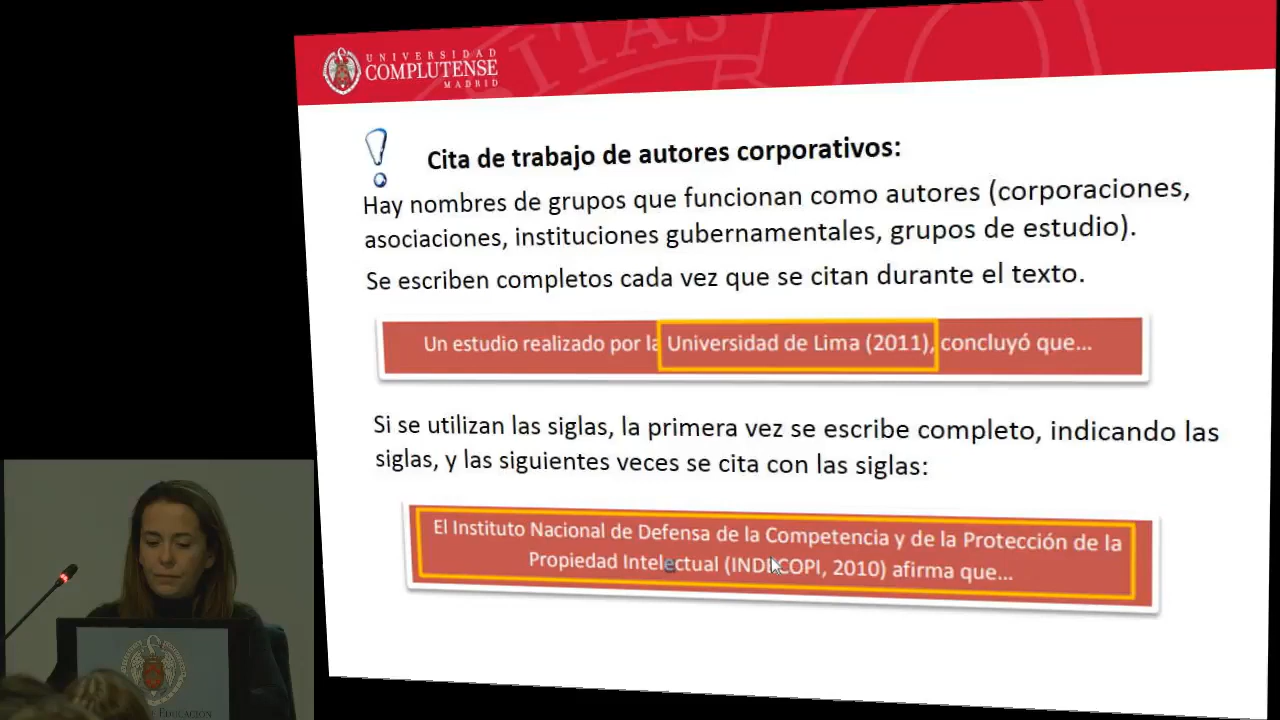 UNIVERSIDAD
COMPLUTENSE
MADRID
Cita de trabajo de autores corporativos:
Hay nombres de grupos que funcionan como autores (corporaciones,
asociaciones, instituciones gubernamentales, grupos de estudio).
Se escriben completos cada vez que se citan durante el texto.
Un estudio realizado por la Universidad de Lima (2011), concluyó que...
Si se utilizan las siglas, la primera vez se escribe completo, indicando las
siglas, y las siguientes veces se cita con las siglas:
El Instituto Nacional de Defensa de la Competencia y de la Protección de la
Propiedad Intelectual (INDECOPI, 2010) afirma que...
EDUCACIÓN